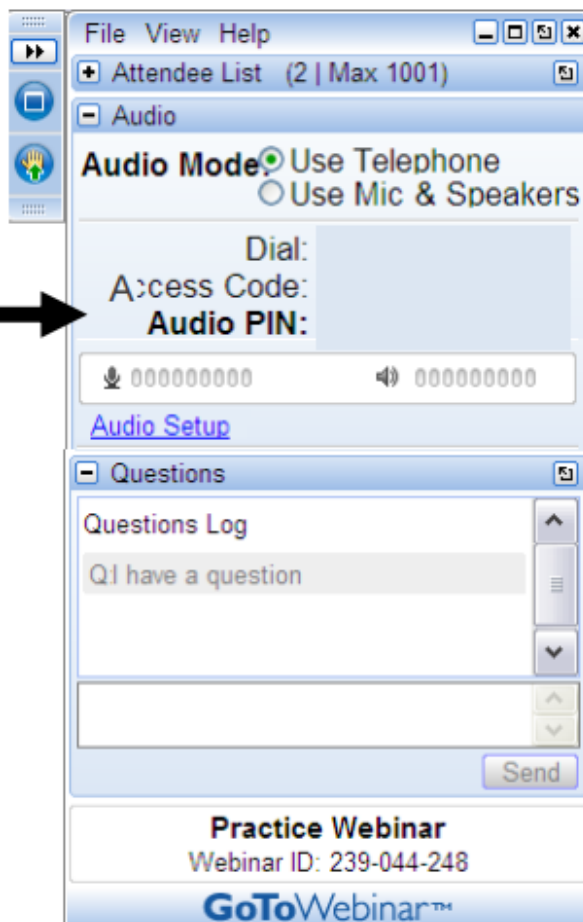 File View Help
Attendee List (2 | Max 1001)
Audio
Audio Mode: Use Telephone
Use Mic & Speakers
Dial:
Access Code:
Audio PIN:
000000000 000000000
Audio Setup
Questions
Questions Log
Q:I have a question
Send
Practice Webinar
Webinar ID: 239-044-248
GoToWebinar™